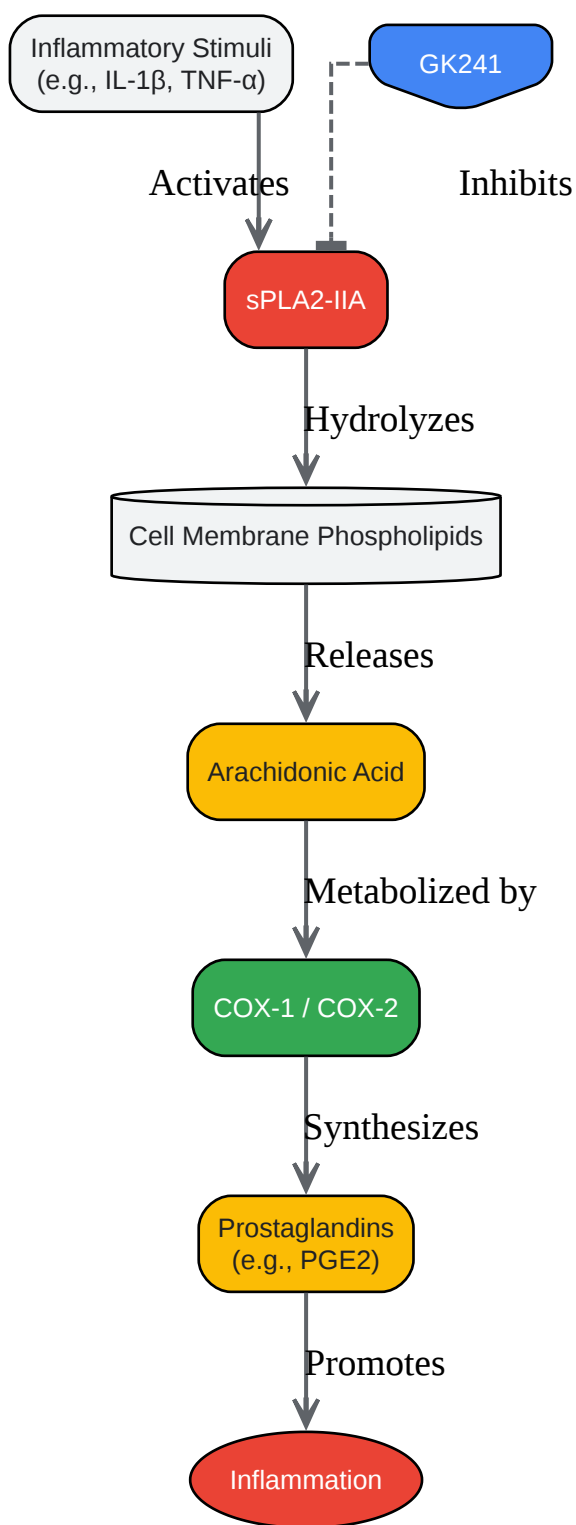 Inflammatory Stimuli
(e.g., IL-1β, TNF-α)
GK241
Activates
Inhibits
sPLA2-IIA
Hydrolyzes
Cell Membrane Phospholipids
Releases
Arachidonic Acid
Metabolized by
COX-1 / COX-2
Synthesizes
Prostaglandins
(e.g., PGE2)
Promotes
Inflammation